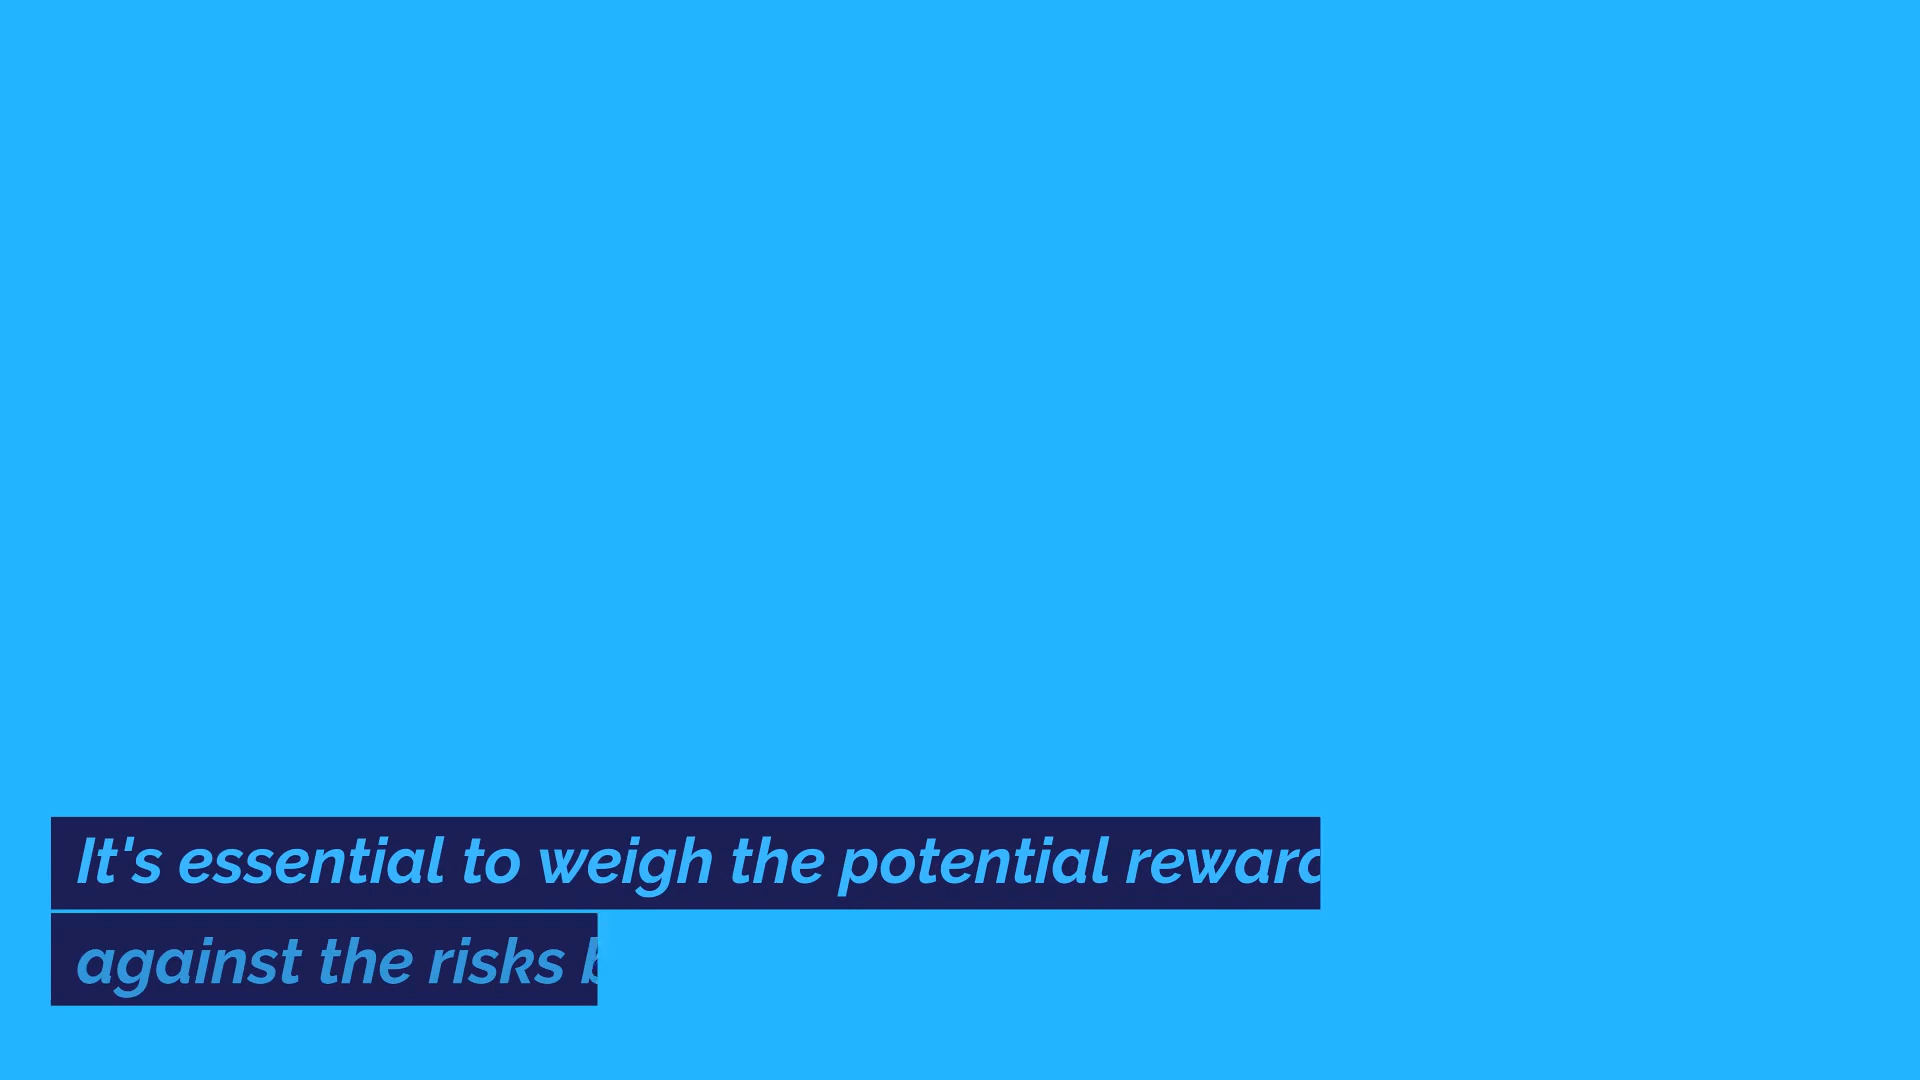 It's essential to weigh the potential
against the risks